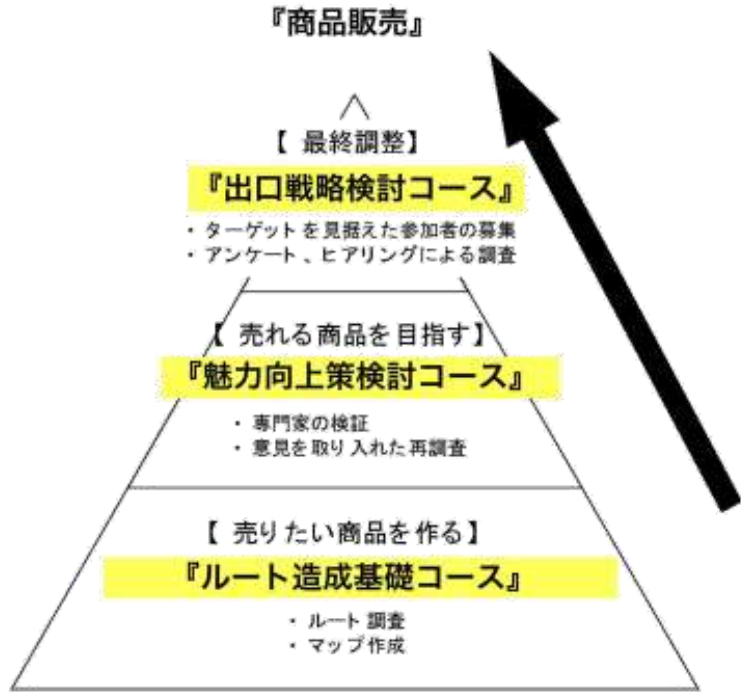 『商品販売』
【 最終調整】
『出口戦略検討コース』
・ターゲットを見据えた参加者の募集
・アンケート、ヒアリングによる調査
【 売れる商品を目指す】
『魅力向上策検討コース』
・専門家の検証
・意見を取り入れた再調査
【 売りたい商品を作る】
『ルート造成基礎コース』
・ルート調査
・マップ作成